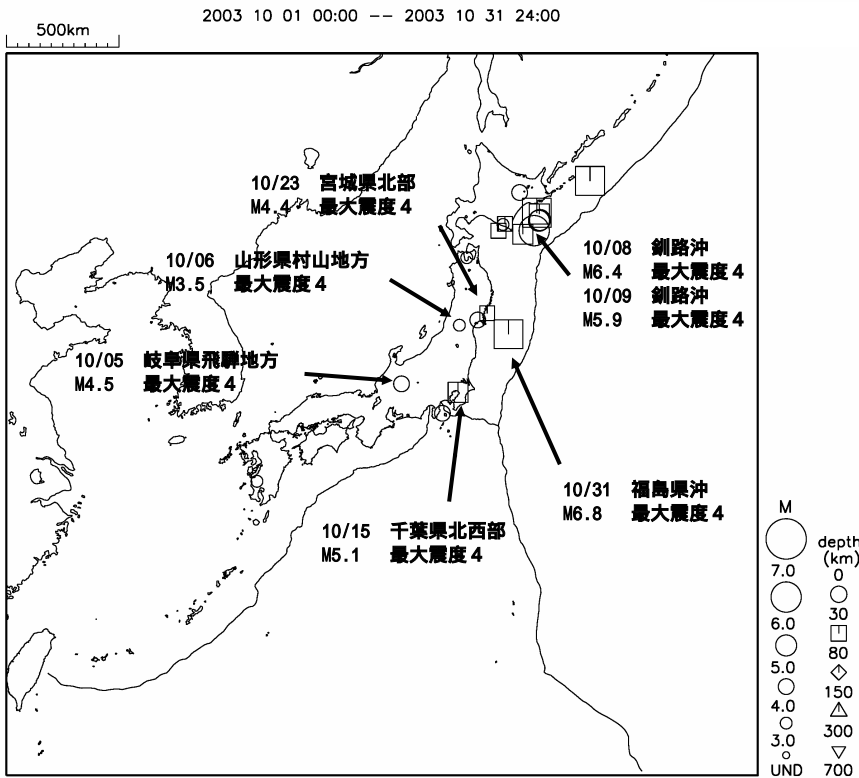 2003 10 01 00:00 -- 2003 10 31 24:00
500km
10/23 宮城県北部
M4.4 最大震度４
10/06 山形県村山地方
M3.5 最大震度４
10/05 岐阜県飛騨地方
M4.5 最大震度４
10/08 釧路沖
M6.4 最大震度４
10/09 釧路沖
M5.9 最大震度４
10/31 福島県沖
M6.8 最大震度４
10/15 千葉県北西部
M5.1 最大震度４
M
7.0
6.0
5.0
4.0
3.0
UND
depth
(km)
0
30
80
150
300
700